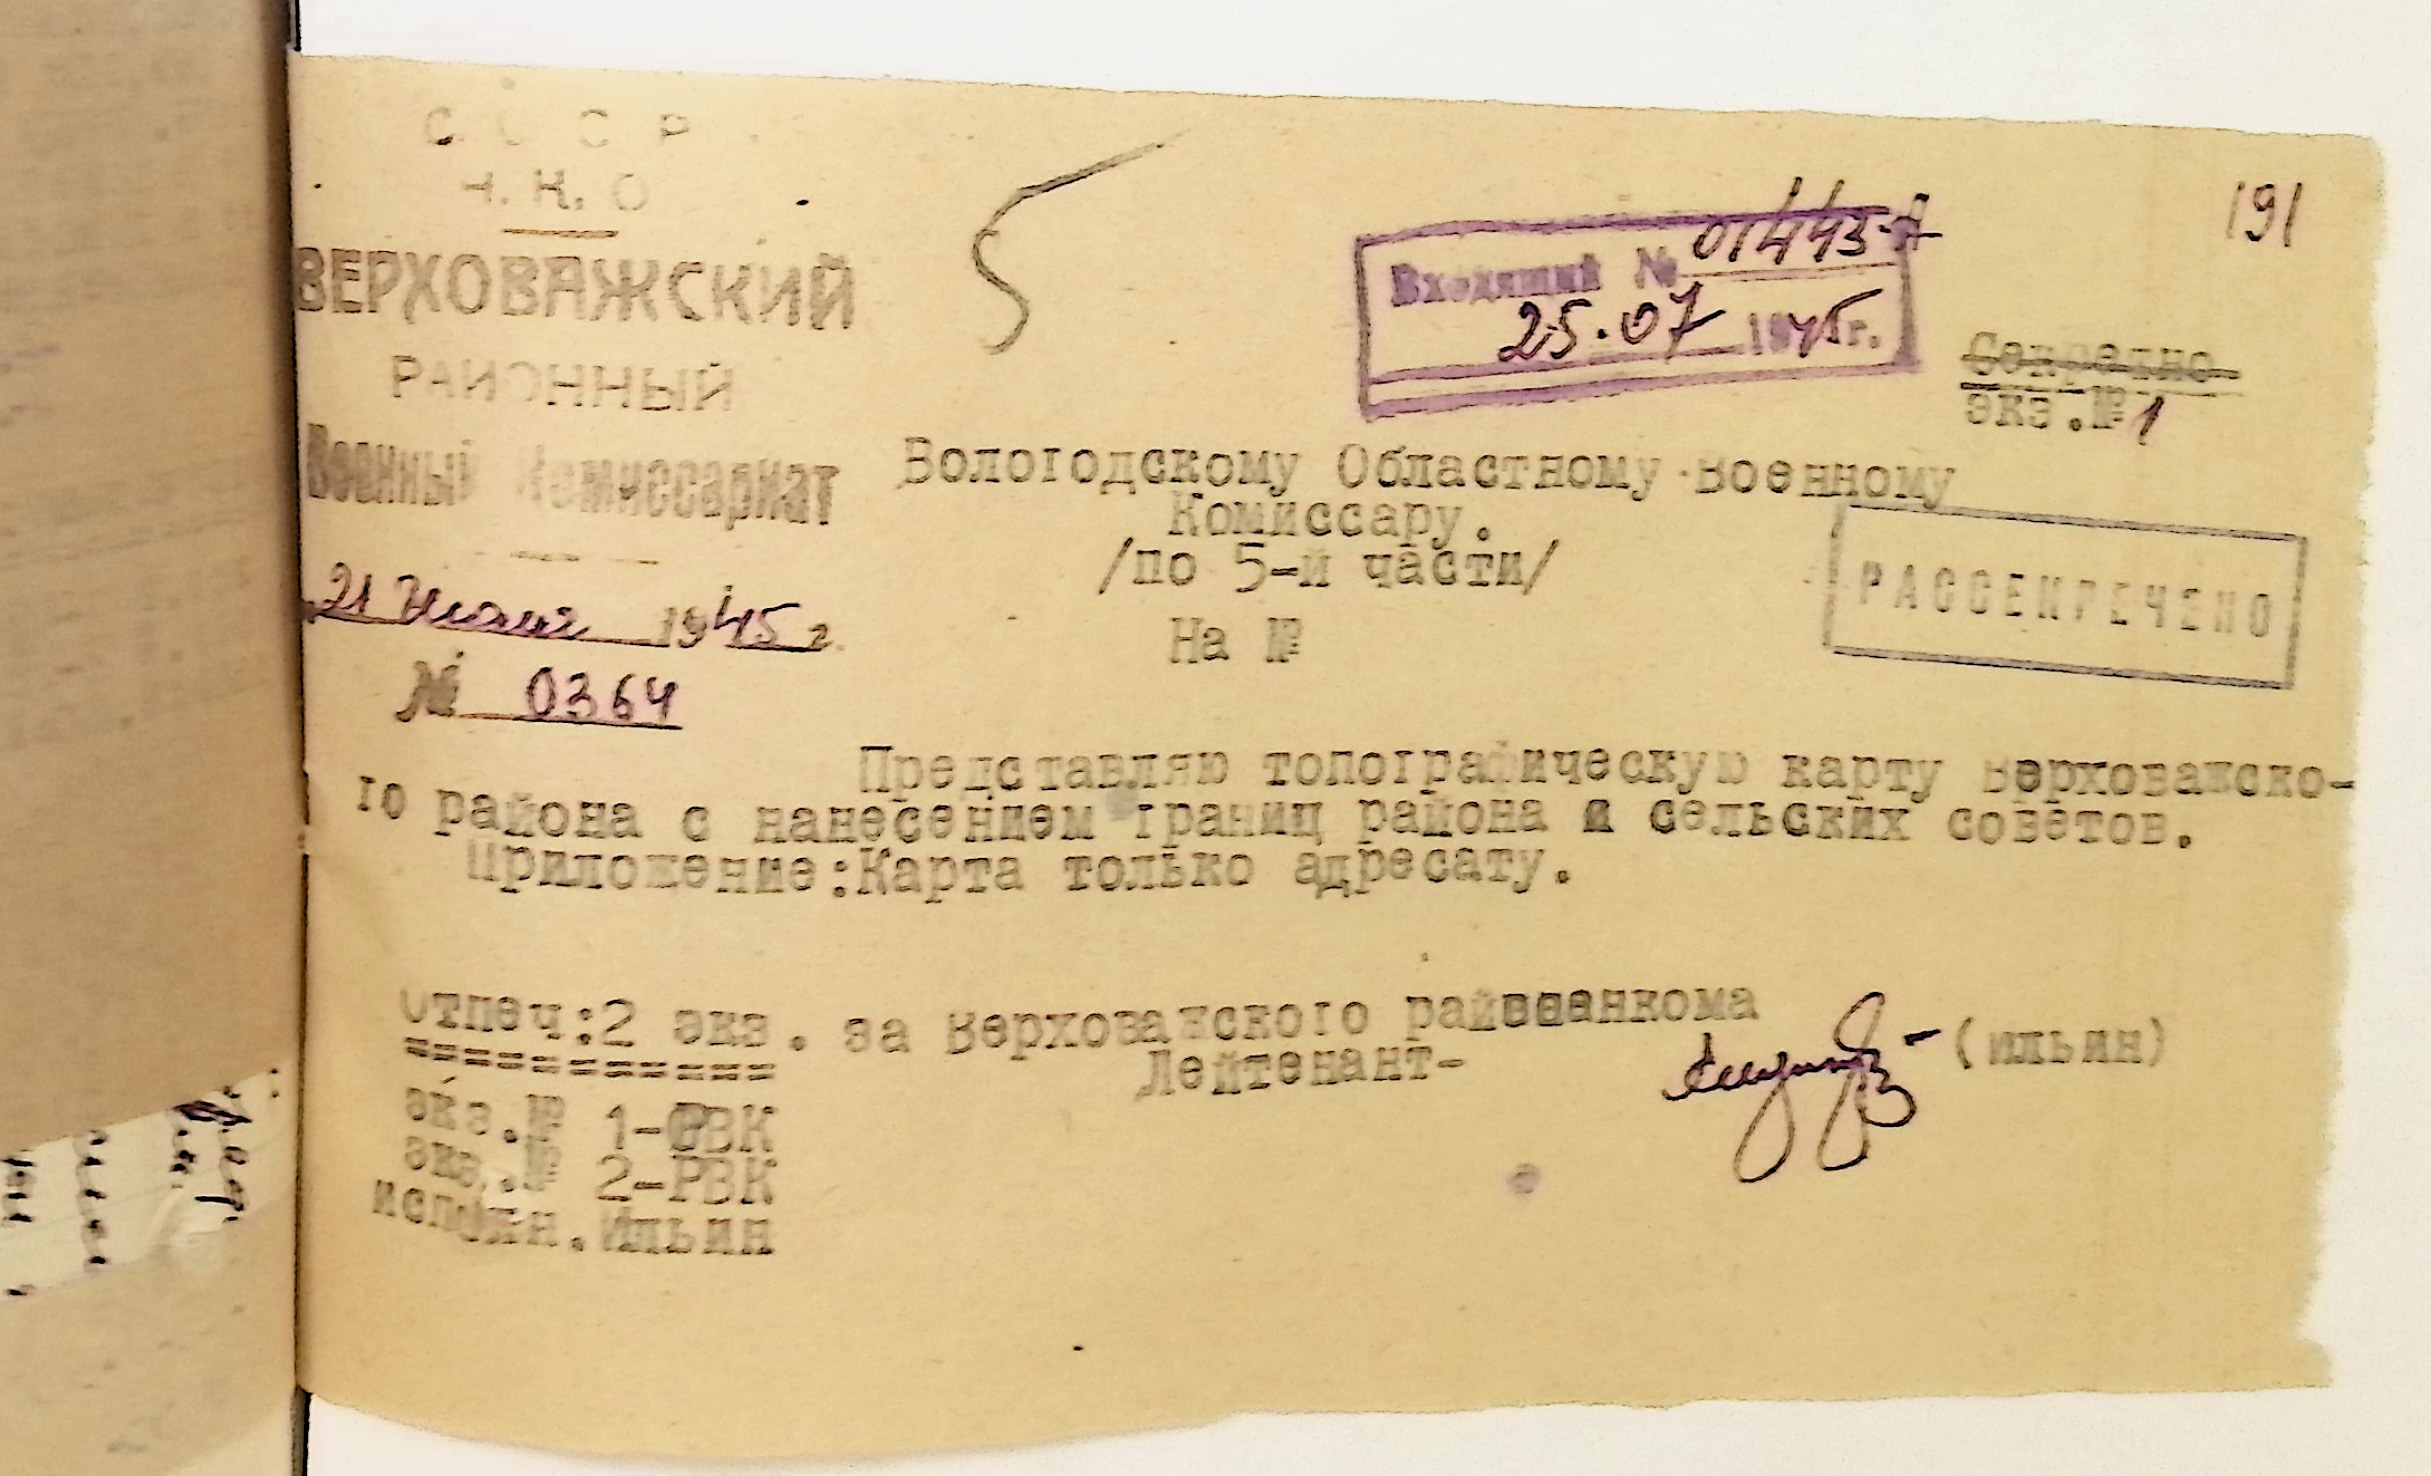 С С С Р
Н. К. О
ВЕРХОВАЖСКИЙ
РАЙОННЫЙ
Военный Комиссариат
21 Июля 1945 г.
№ 0364
5
191
Входящий № 01443-А
25.07 1945 г.
Секретно
экз.№ 1
Вологодскому Областному Военному
Комиссару.
/по 5-й части/
РАССЕКРЕЧЕНО
На №
Представляю топографическую карту Верховажско-
го района с нанесением границ района и сельских советов.
Приложение:Карта только адресату.
Отпеч:2 экз. за Верховажского райвоенкома
=============
Лейтенант-
(Ильин)
экз.№ 1-ОВК
экз.№ 2-РВК
исполн.Ильин